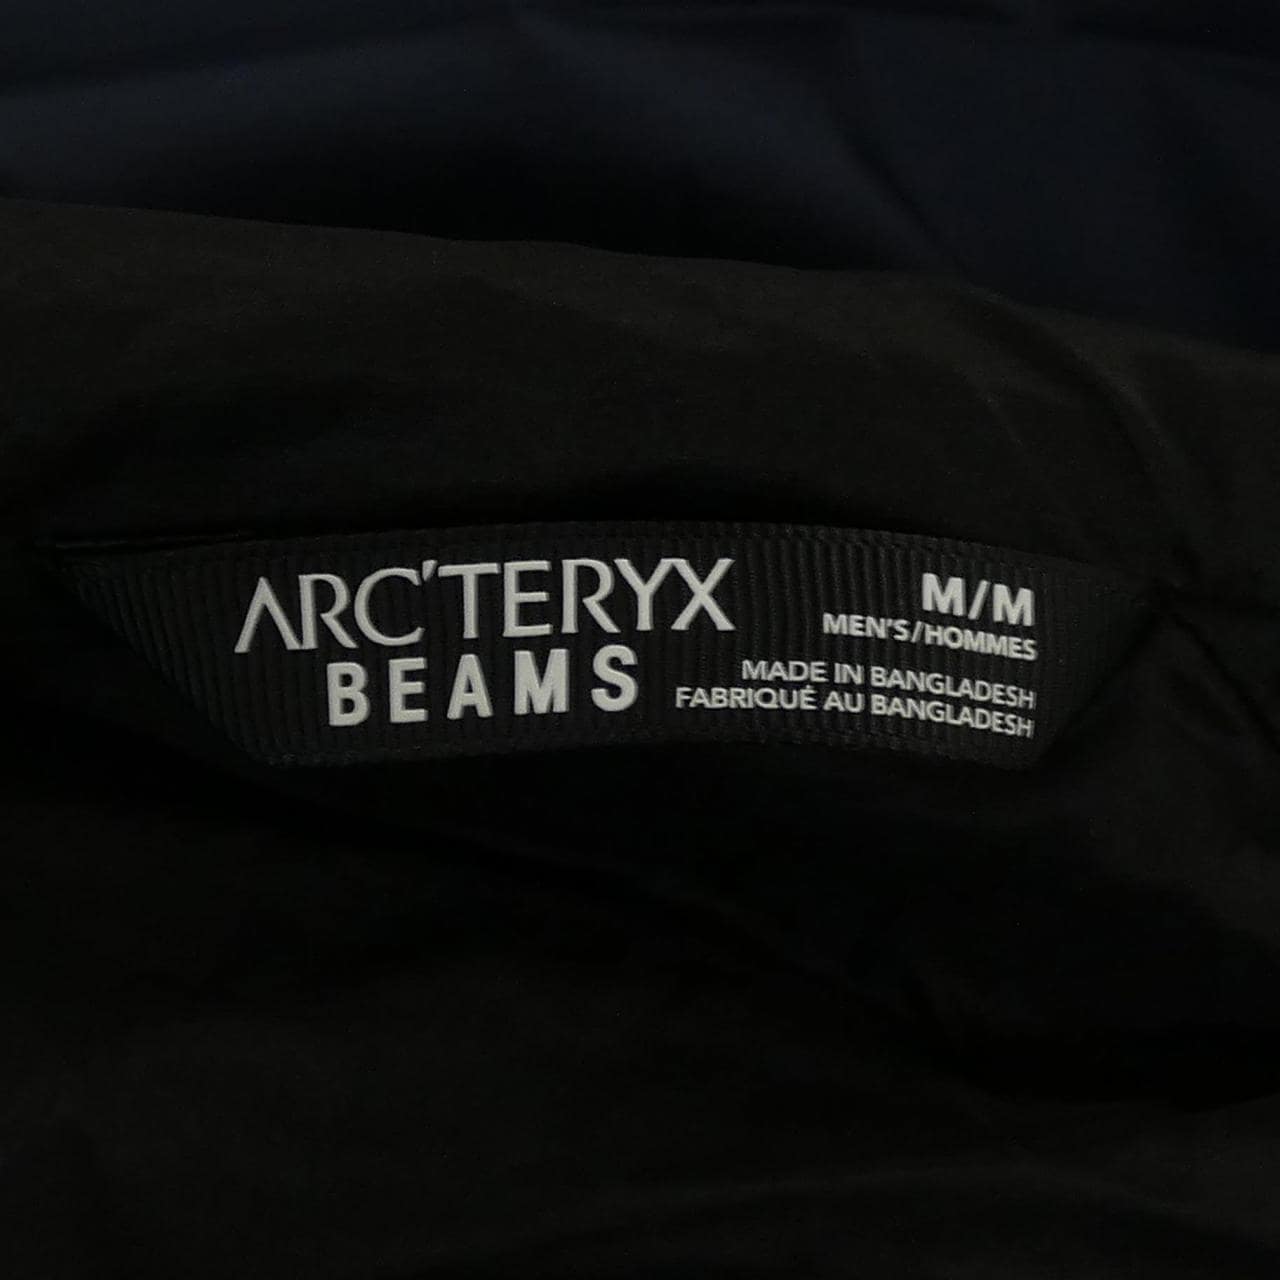 ARC'TERYX
BEAMS
M/M
MEN'S/HOMMES
MADE IN BANGLADESH
FABRIQUÉ AU BANGLADESH